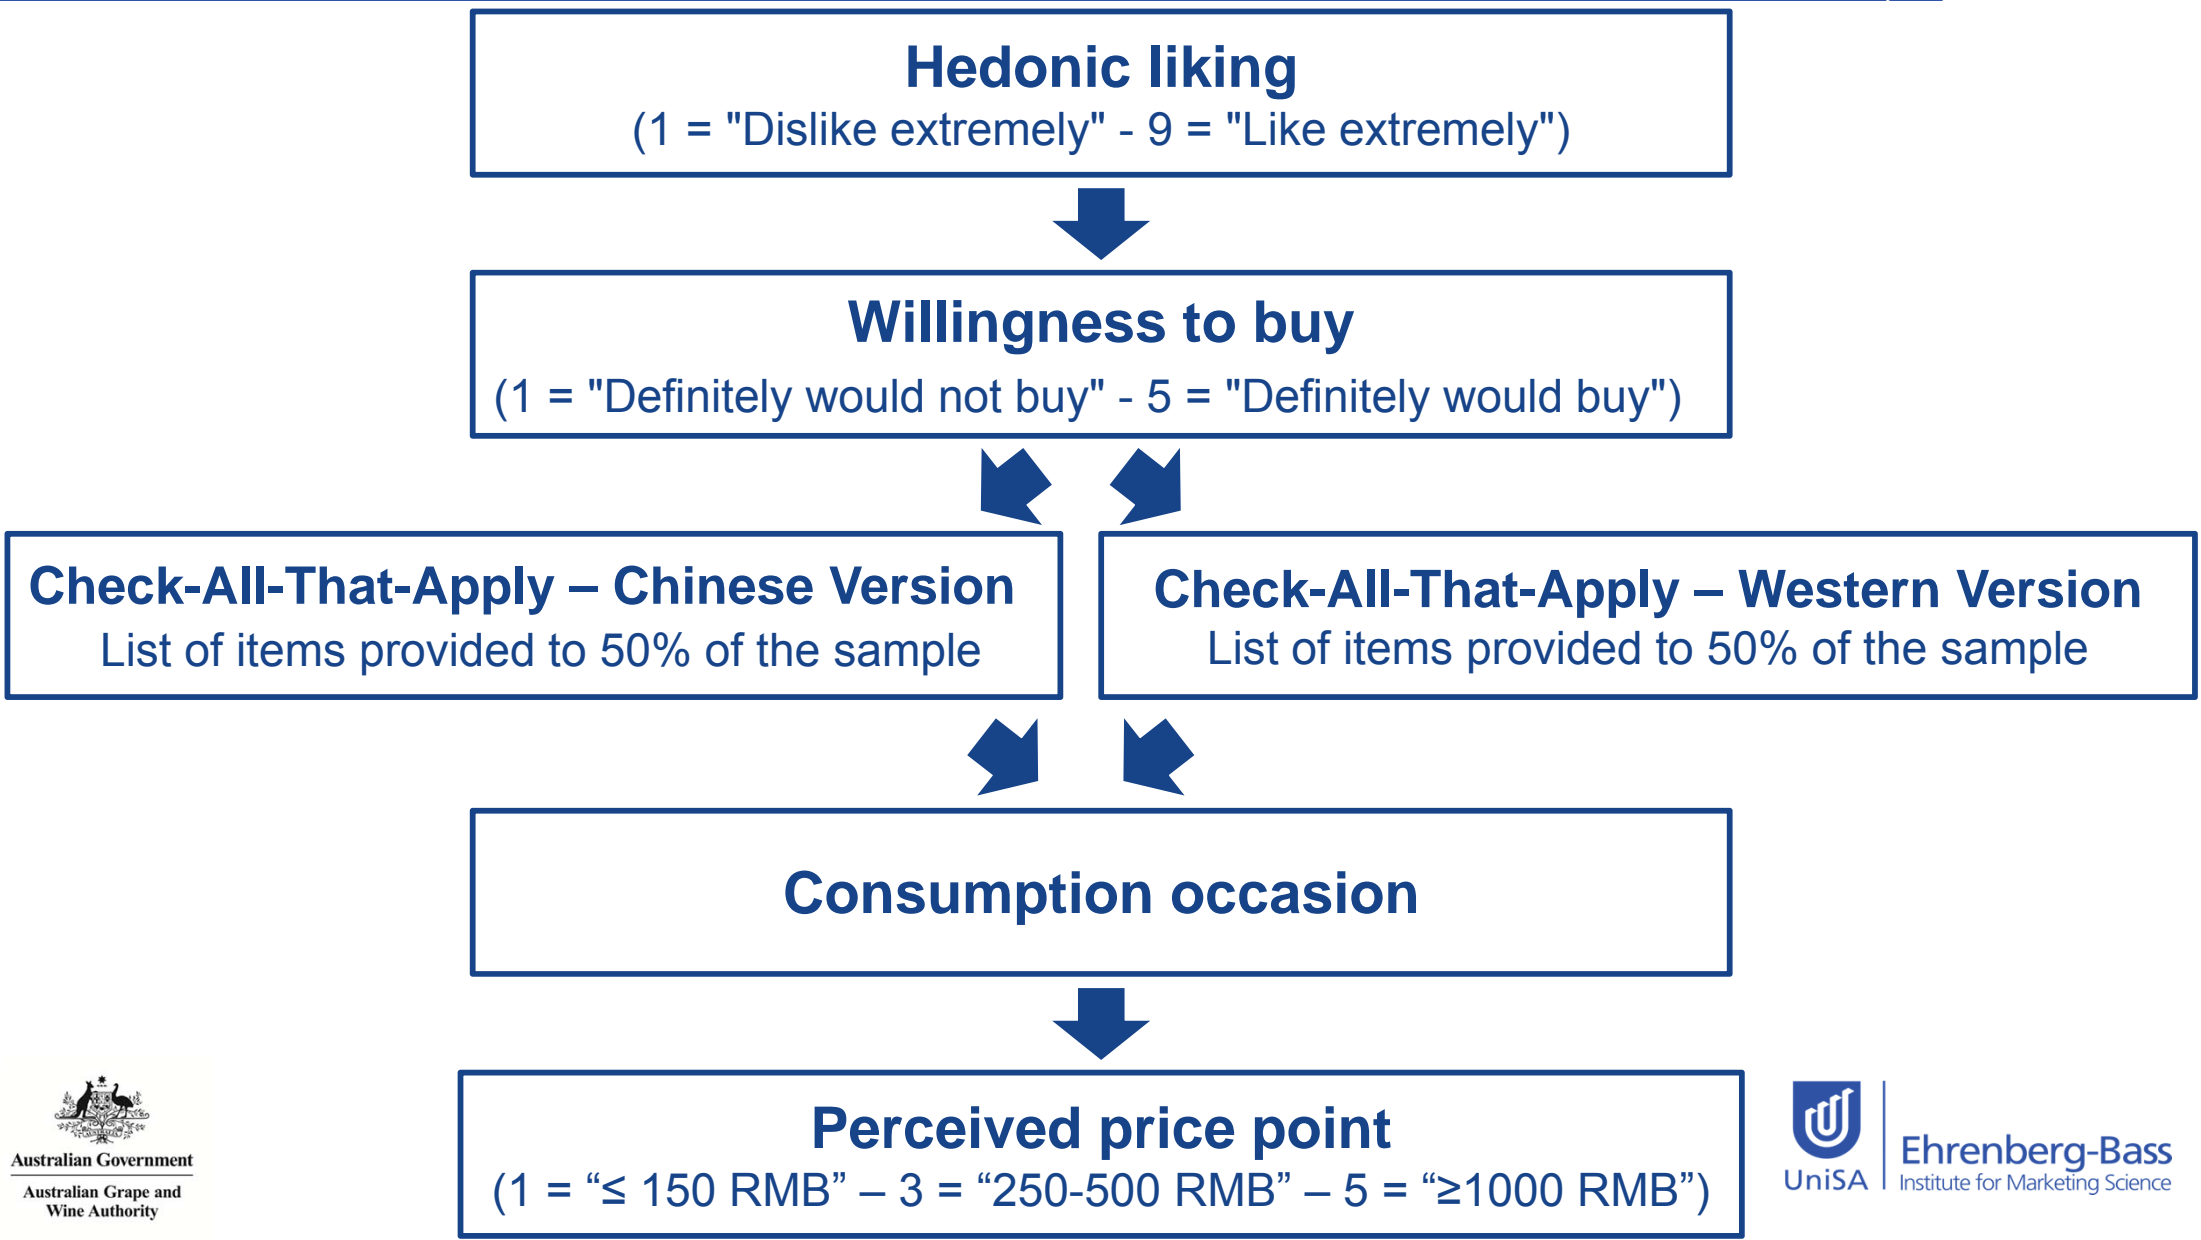 Hedonic liking
(1 = "Dislike extremely" - 9 = "Like extremely")
Willingness to buy
(1 = "Definitely would not buy" - 5 = "Definitely would buy")
Check-All-That-Apply – Chinese Version
List of items provided to 50% of the sample
Check-All-That-Apply – Western Version
List of items provided to 50% of the sample
Consumption occasion
Perceived price point
(1 = “≤ 150 RMB” – 3 = “250-500 RMB” – 5 = “≥1000 RMB”)
AUSTRALIA
Australian Government
Australian Grape and
Wine Authority
UniSA
Ehrenberg-Bass
Institute for Marketing Science